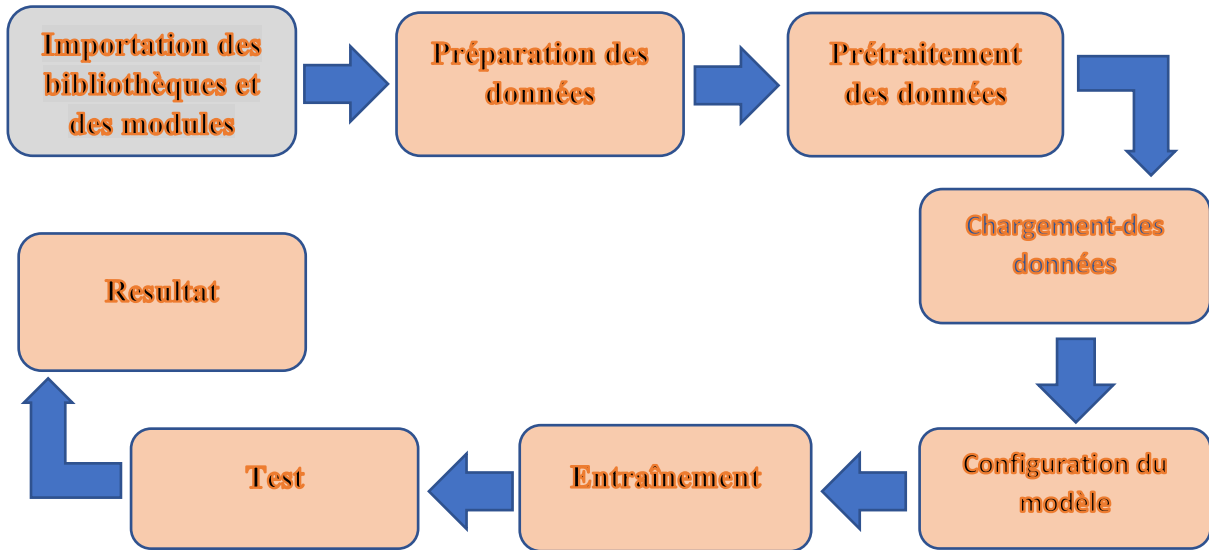 Importation des
bibliothèques et
des modules
Préparation des
données
Prétraitement
des données
Chargement-des
données
Configuration du
modèle
Entraînement
Test
Resultat